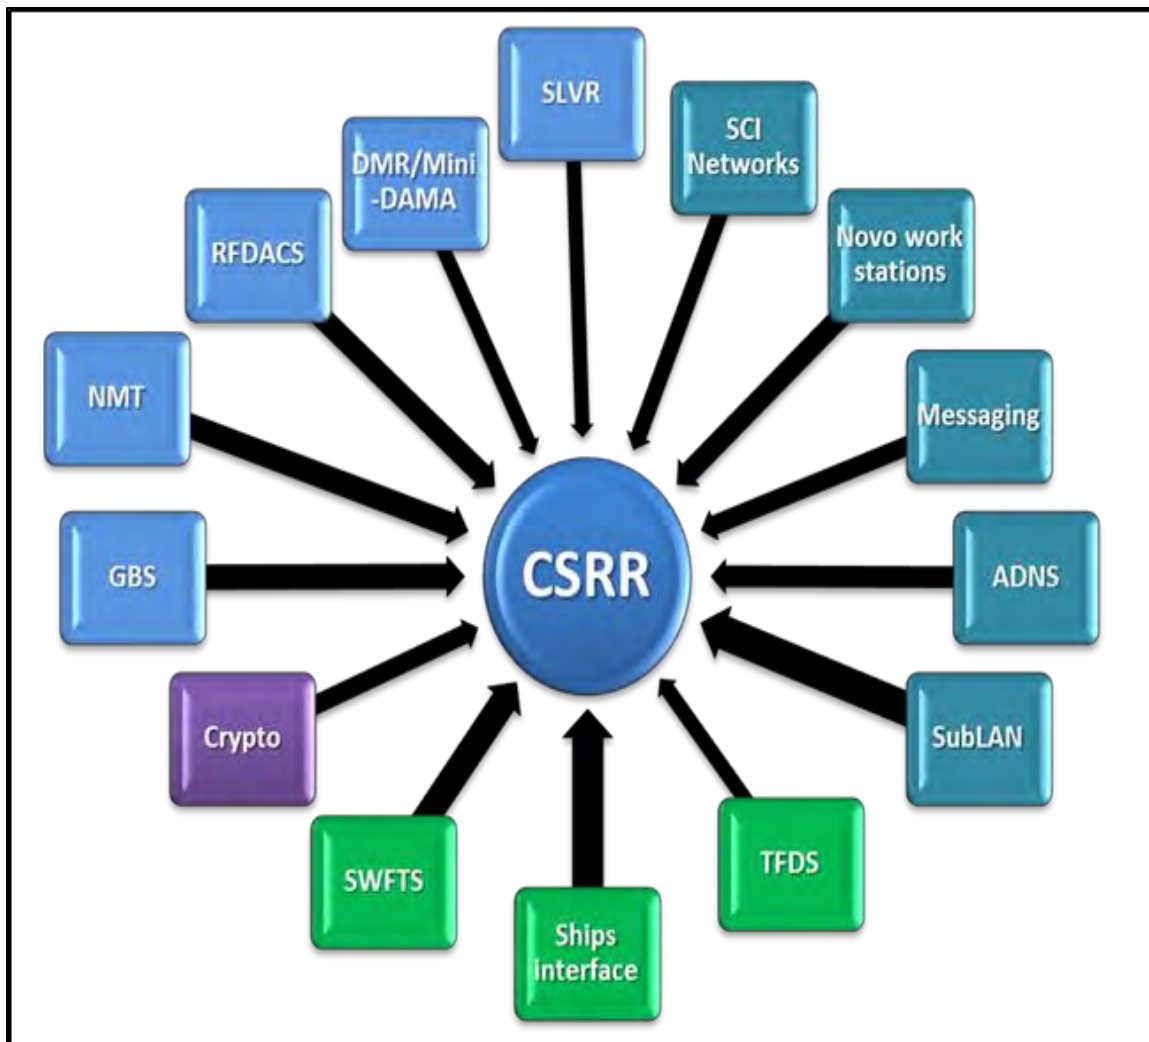 SLVR
SCI
Networks
DMR/Mini
-DAMA
RFDACS
Novo work
stations
NMT
Messaging
CSRR
GBS
ADNS
Crypto
SubLAN
SWFTS
TFDS
Ships
interface